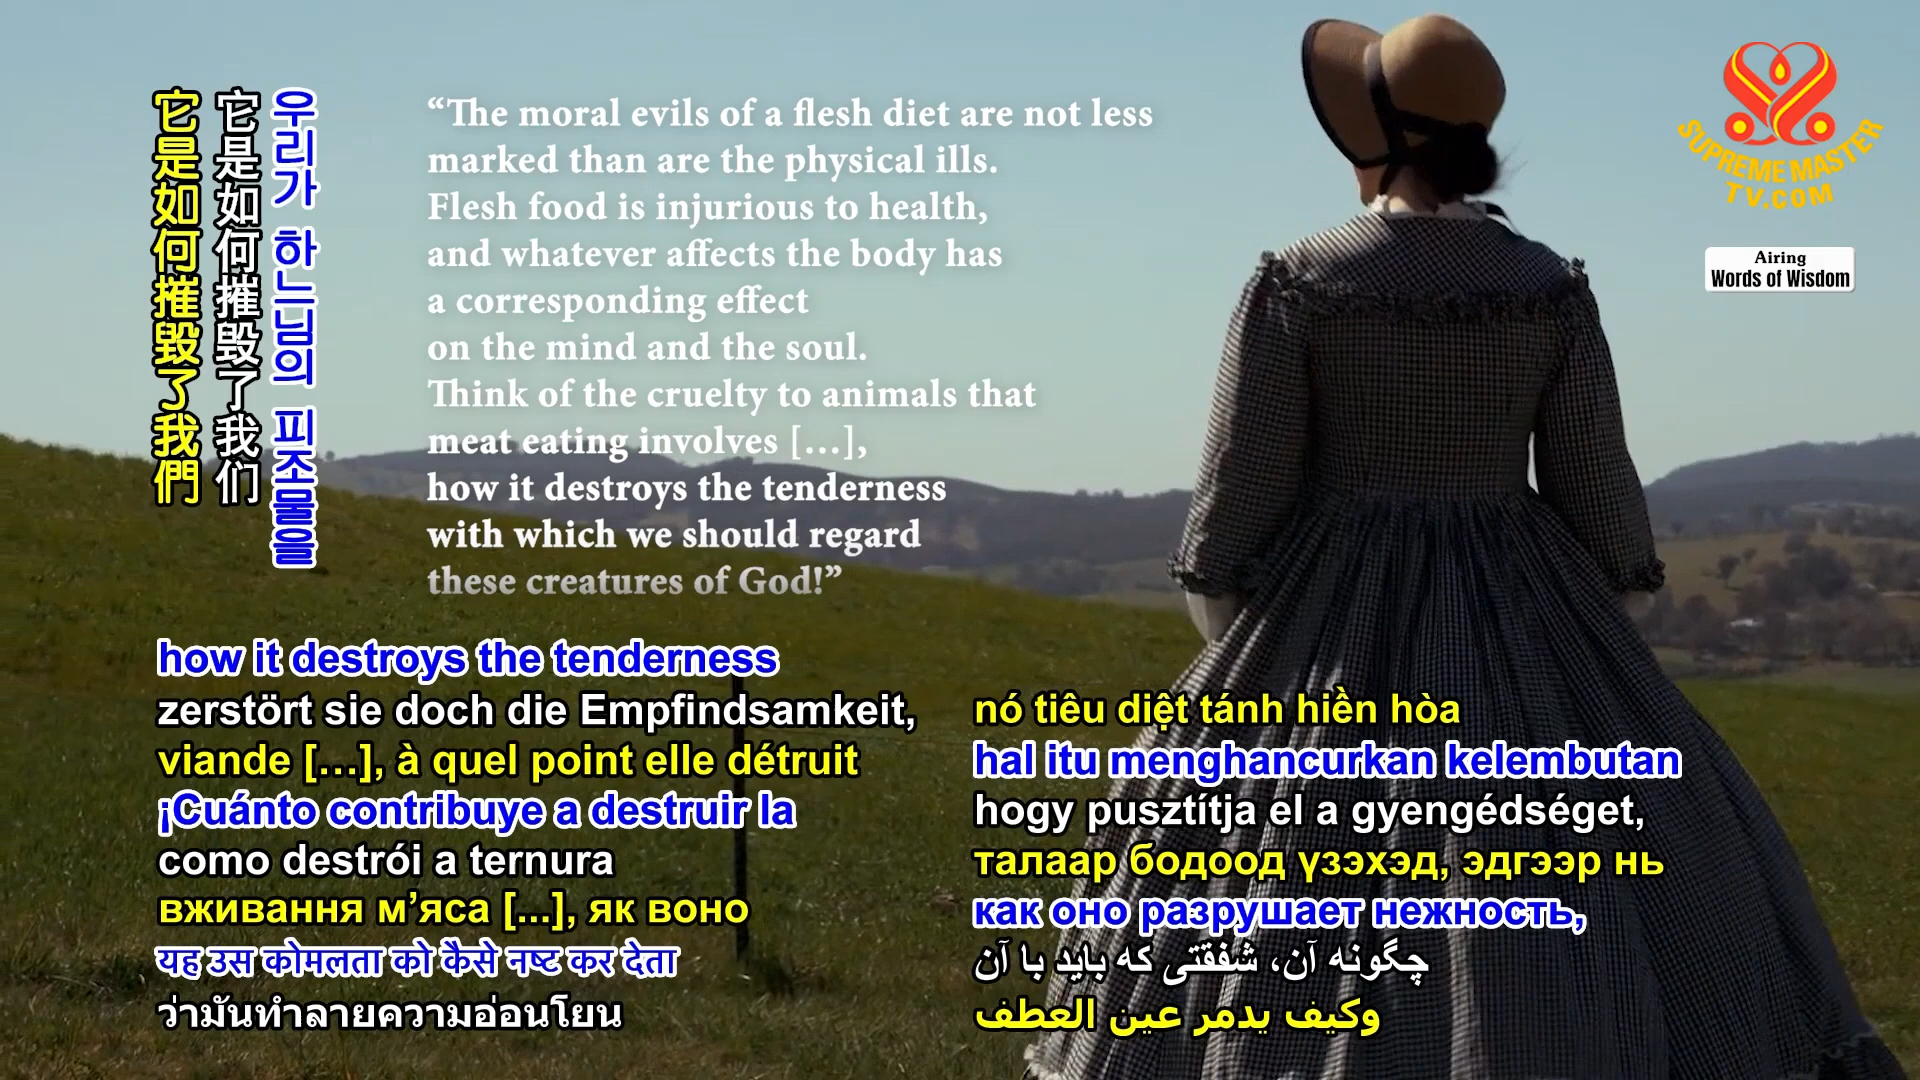 它是如何摧毀了我們
它是如何摧毁了我们
우리가 하느님의 피조물을
“The moral evils of a flesh diet are not less
marked than are the physical ills.
Flesh food is injurious to health,
and whatever affects the body has
a corresponding effect
on the mind and the soul.
Think of the cruelty to animals that
meat eating involves […],
how it destroys the tenderness
with which we should regard
these creatures of God!”
SUPREME MASTER
TV.COM
Airing
Words of Wisdom
how it destroys the tenderness
zerstört sie doch die Empfindsamkeit,
viande […], à quel point elle détruit
¡Cuánto contribuye a destruir la
como destrói a ternura
вживання м’яса [...], як воно
यह उस कोमलता को कैसे नष्ट कर देता
ว่ามันทำลายความอ่อนโยน
nó tiêu diệt tánh hiền hòa
hal itu menghancurkan kelembutan
hogy pusztítja el a gyengédséget,
талаар бодоод үзэхэд, эдгээр нь
как оно разрушает нежность,
چگونه آن، شفقتی که باید با آن
وكيف يدمر عين العطف